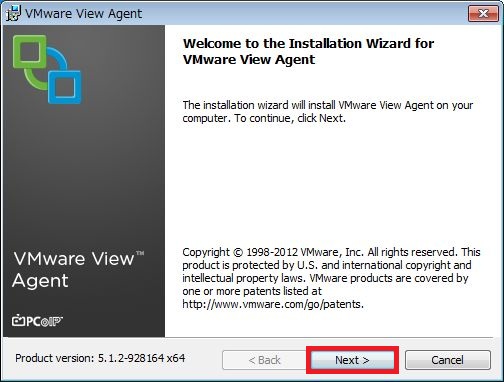 VMware View Agent
Welcome to the Installation Wizard for
VMware View Agent
The installation wizard will install VMware View Agent on your
computer. To continue, click Next.
Copyright © 1998-2012 VMware, Inc. All rights reserved. This
product is protected by U.S. and international copyright and
intellectual property laws. VMware products are covered by
one or more patents listed at
http://www.vmware.com/go/patents.
VMware View™
Agent
PCoIP
Product version: 5.1.2-928164 x64
< Back
Next >
Cancel